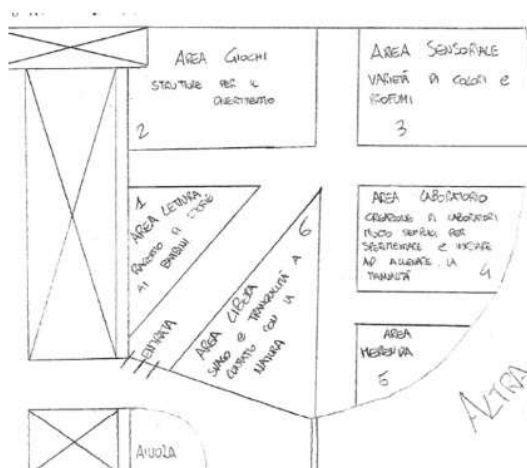 AREA GIOCHI
STRUTTURE PER IL
DIVERTIMENTO
2
AREA SENSORIALE
VARIETÀ DI COLORI E
PROFUMI
3
1
AREA LETTURA
RACCONTO DI STORIE
AI BAMBINI
6
AREA LIBERA
SVAGO E TRANQUILLITÀ A
CONTATTO CON LA
NATURA
AREA LABORATORIO
CREAZIONE DI LABORATORI
MOLTO SEMPLICI PER
SPERIMENTARE E INIZIARE
AD ALLENARE LA
MANUALITÀ
4
AREA
MERENDA
5
ENTRATA
AIUOLA
ALTRA